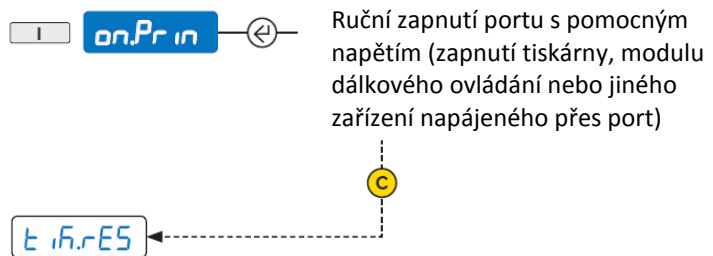 I on.Prin Ruční zapnutí portu s pomocným
napětím (zapnutí tiskárny, modulu
dálkového ovládání nebo jiného
zařízení napájeného přes port)
C
tiA.rES